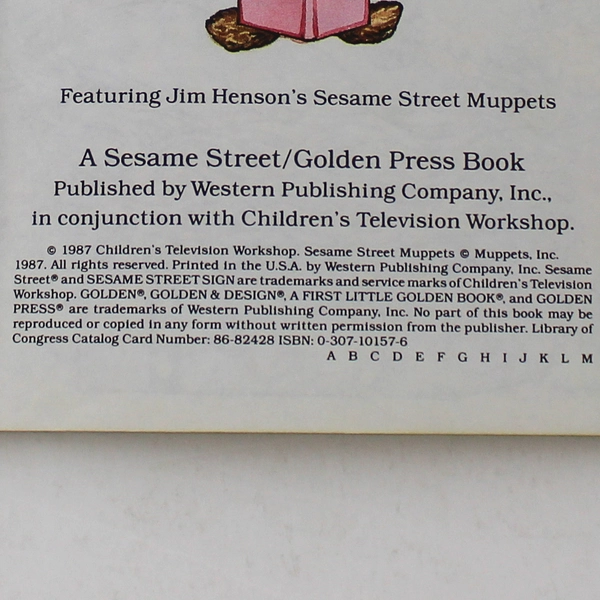 Featuring Jim Henson's Sesame Street Muppets
A Sesame Street/Golden Press Book
Published by Western Publishing Company, Inc.,
in conjunction with Children's Television Workshop.
© 1987 Children's Television Workshop. Sesame Street Muppets © Muppets, Inc.
1987. All rights reserved. Printed in the U.S.A. by Western Publishing Company, Inc. Sesame
Street® and SESAME STREET SIGN are trademarks and service marks of Children's Television
Workshop. GOLDEN®, GOLDEN & DESIGN®, A FIRST LITTLE GOLDEN BOOK®, and GOLDEN
PRESS® are trademarks of Western Publishing Company, Inc. No part of this book may be
reproduced or copied in any form without written permission from the publisher. Library of
Congress Catalog Card Number: 86-82428 ISBN: 0-307-10157-6
A B C D E F G H I J K L M